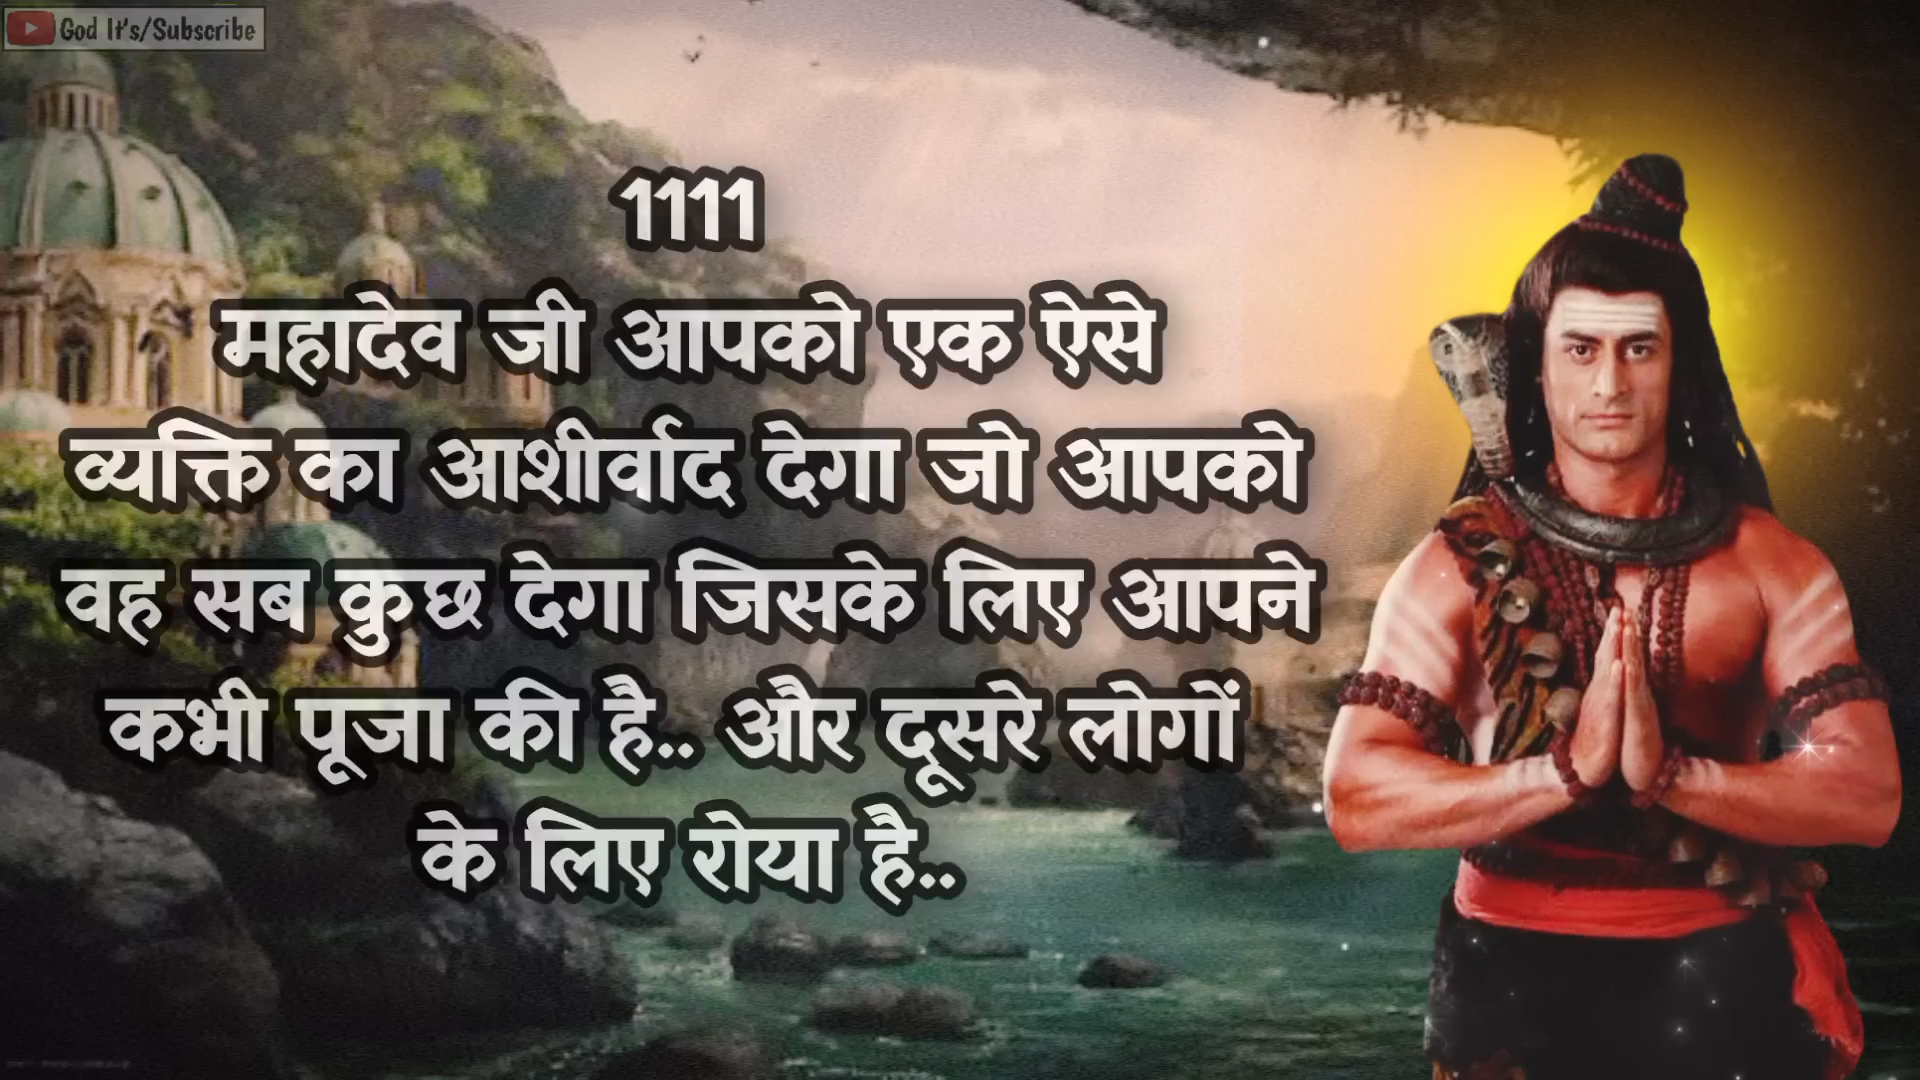 God It's/Subscribe
1111
महादेव जी आपको एक ऐसे
व्यक्ति का आशीर्वाद देगा जो आपको
वह सब कुछ देगा जिसके लिए आपने
कभी पूजा की है.. और दूसरे लोगों
के लिए रोया है..